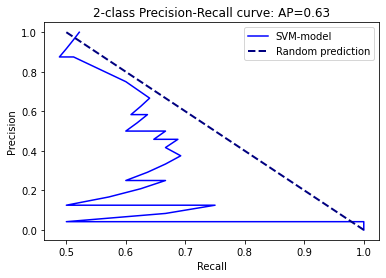 2-class Precision-Recall curve: AP=0.63
SVM-model
Random prediction
Precision
1.0
0.8
0.6
0.4
0.2
0.0
0.5 0.6 0.7 0.8 0.9 1.0
Recall